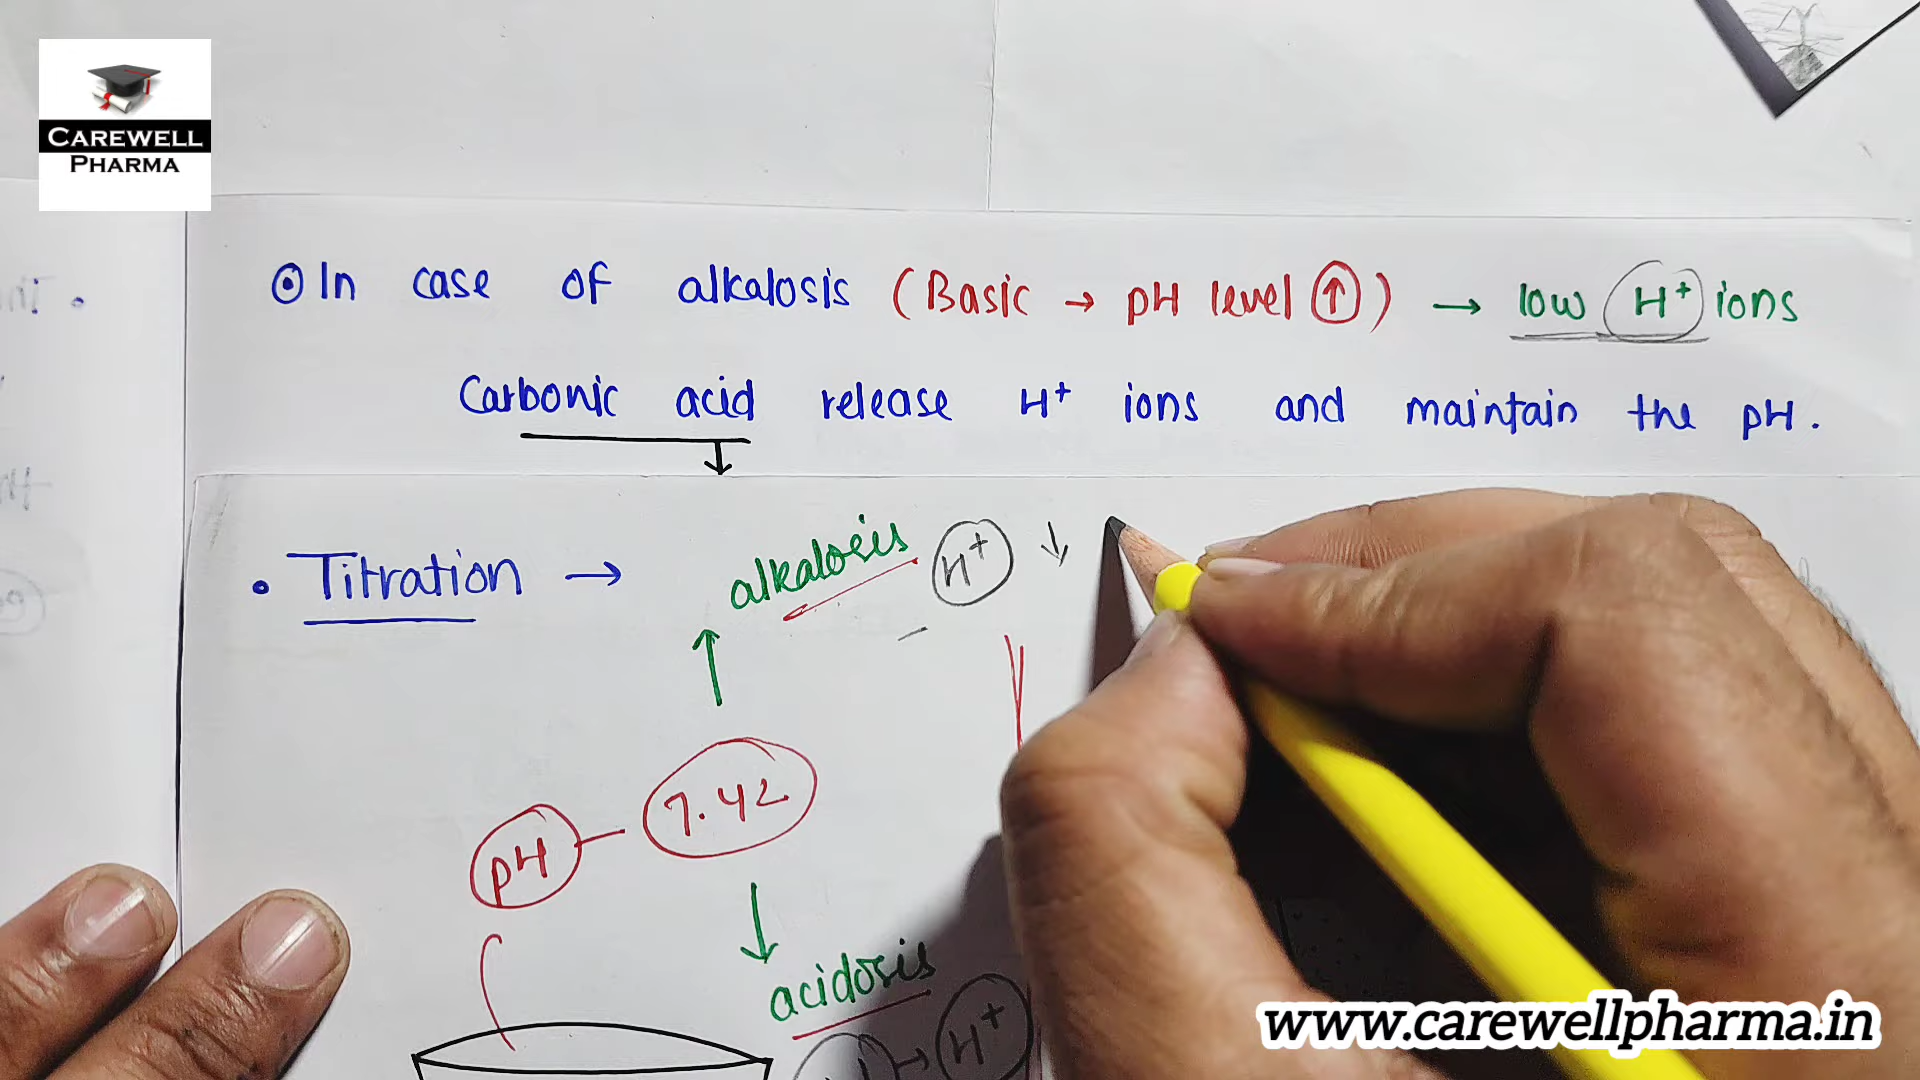 CAREWELL
PHARMA
In case of alkalosis (Basic → pH level ↑) → low H+ ions
Carbonic acid release H+ ions and maintain the pH.
• Titration → alkalosis H+ ↓
pH - 7.42
acidosis
→ H+
www.carewellpharma.in